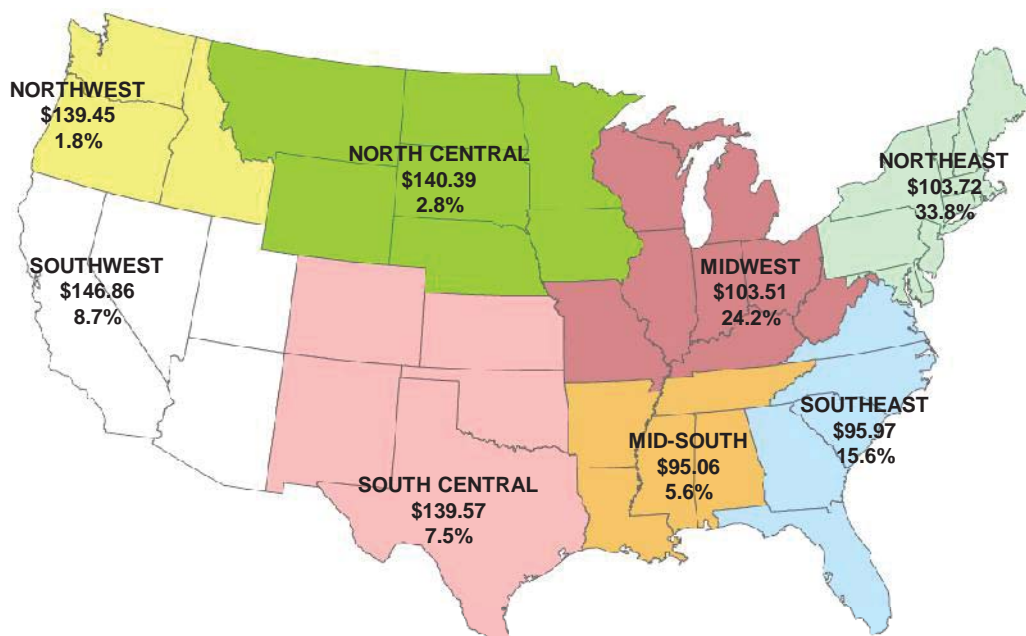 NORTHWEST
$139.45
1.8%
NORTH CENTRAL
$140.39
2.8%
NORTHEAST
$103.72
33.8%
SOUTHWEST
$146.86
8.7%
MIDWEST
$103.51
24.2%
SOUTHEAST
$95.97
15.6%
MID-SOUTH
$95.06
5.6%
SOUTH CENTRAL
$139.57
7.5%